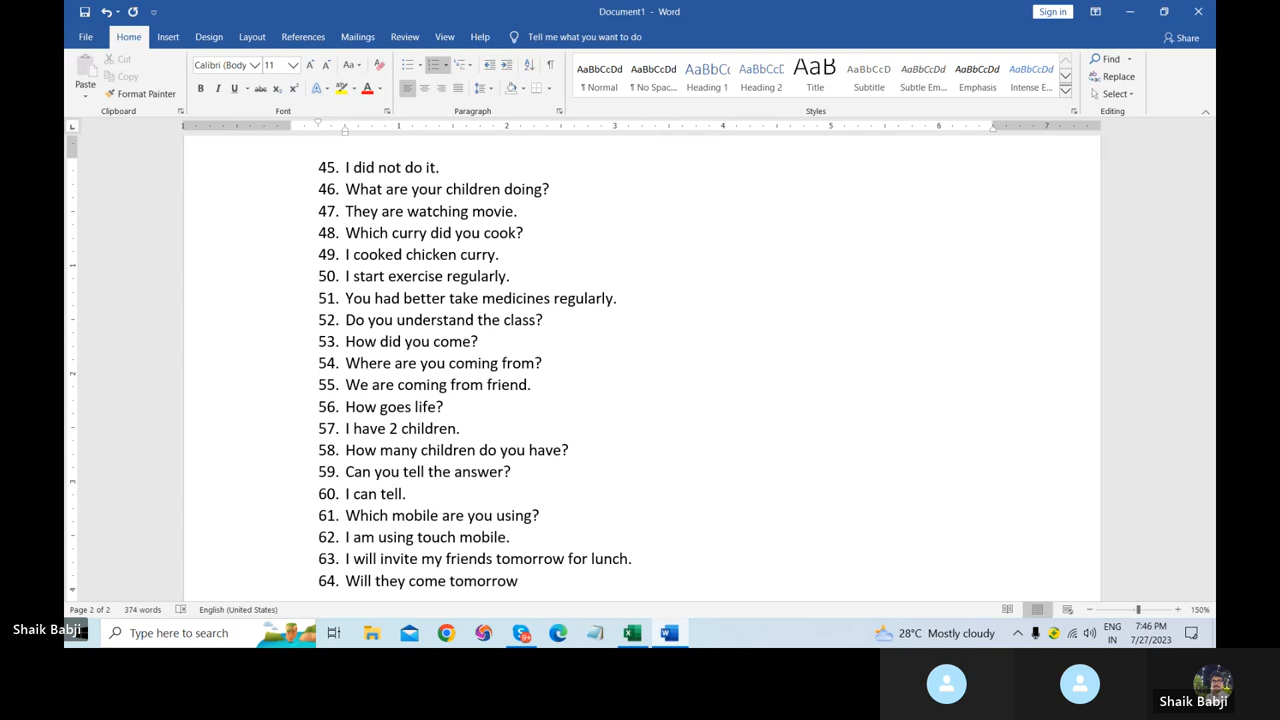 Document1 - Word
Sign in
File Home Insert Design Layout References Mailings Review View Help Tell me what you want to do
Share
Paste
Cut
Copy
Format Painter
Clipboard
Calibri (Body 11
Font
Paragraph
AaBbCcDd ¶ Normal
AaBbCcDd ¶ No Spac...
AaBbCc Heading 1
AaBbCcD Heading 2
AaB Title
AaBbCcD Subtitle
AaBbCcDd Subtle Em...
AaBbCcDd Emphasis
AaBbCcDd Intense E...
Styles
Find
Replace
Select
Editing
1 1 2 3 4 5 6 7
45. I did not do it.
46. What are your children doing?
47. They are watching movie.
48. Which curry did you cook?
49. I cooked chicken curry.
50. I start exercise regularly.
51. You had better take medicines regularly.
52. Do you understand the class?
53. How did you come?
54. Where are you coming from?
55. We are coming from friend.
56. How goes life?
57. I have 2 children.
58. How many children do you have?
59. Can you tell the answer?
60. I can tell.
61. Which mobile are you using?
62. I am using touch mobile.
63. I will invite my friends tomorrow for lunch.
64. Will they come tomorrow
Page 2 of 2 374 words English (United States) 150%
Shaik Babji
Type here to search
28°C Mostly cloudy
ENG
IN
7:46 PM
7/27/2023
Shaik Babji